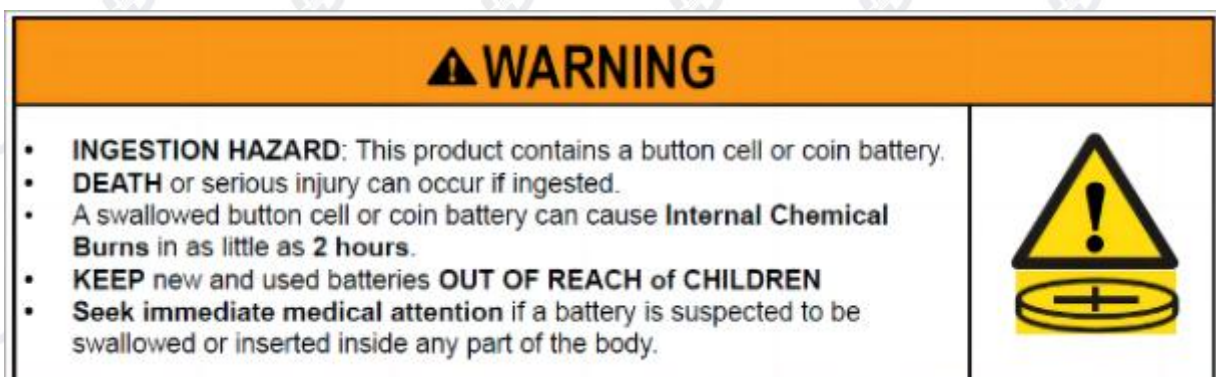 WARNING
• INGESTION HAZARD: This product contains a button cell or coin battery.
• DEATH or serious injury can occur if ingested.
• A swallowed button cell or coin battery can cause Internal Chemical
Burns in as little as 2 hours.
• KEEP new and used batteries OUT OF REACH of CHILDREN
• Seek immediate medical attention if a battery is suspected to be
swallowed or inserted inside any part of the body.